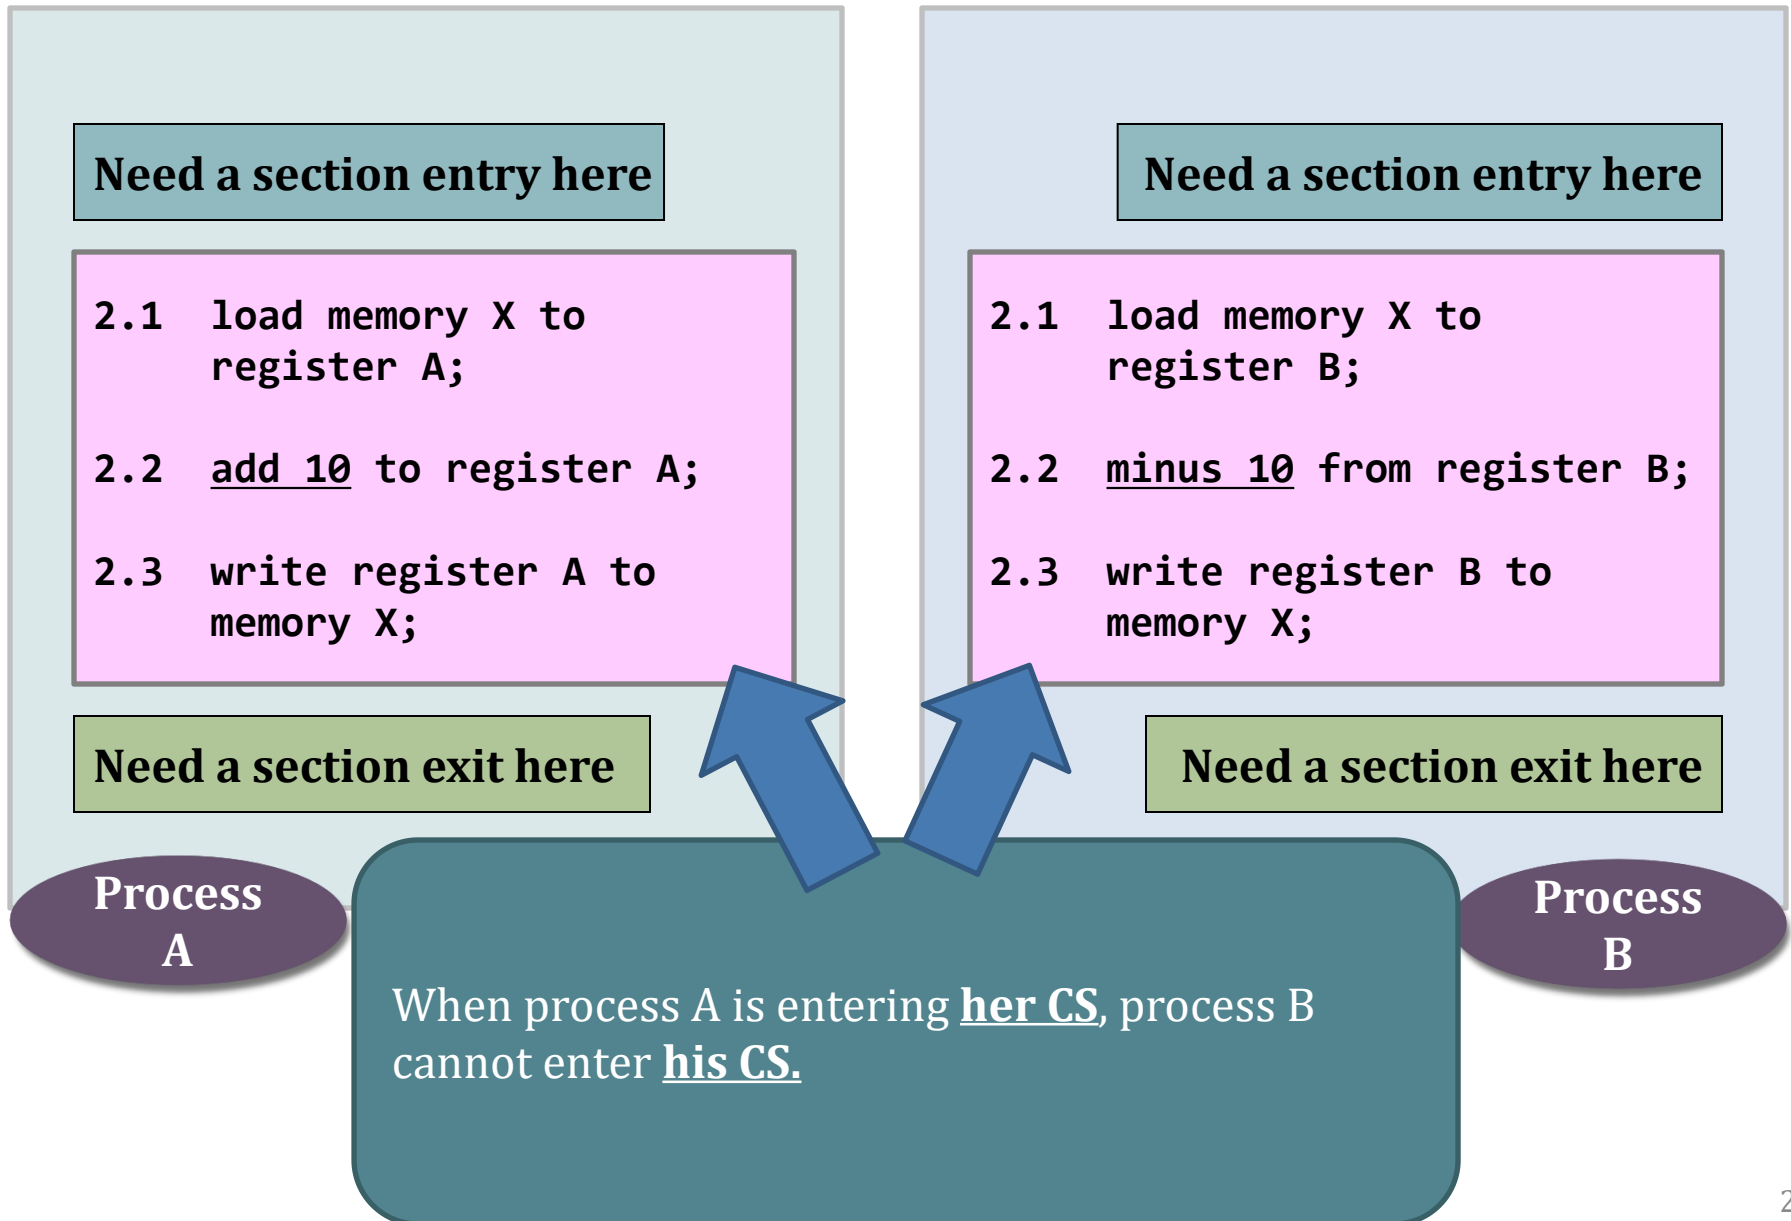 Need a section entry here
2.1 load memory X to
register A;
2.2 add 10 to register A;
2.3 write register A to
memory X;
Need a section exit here
Process
A
Need a section entry here
2.1 load memory X to
register B;
2.2 minus 10 from register B;
2.3 write register B to
memory X;
Need a section exit here
Process
B
When process A is entering her CS, process B
cannot enter his CS.